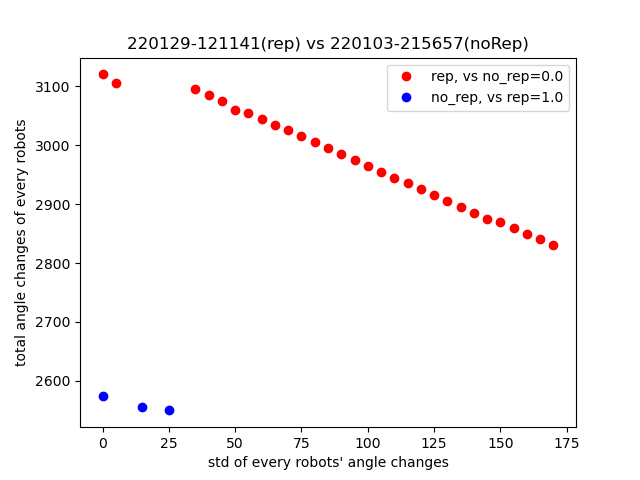 220129-121141(rep) vs 220103-215657(noRep)
rep, vs no_rep=0.0
no_rep, vs rep=1.0
total angle changes of every robots
3100
3000
2900
2800
2700
2600
0 25 50 75 100 125 150 175
std of every robots' angle changes